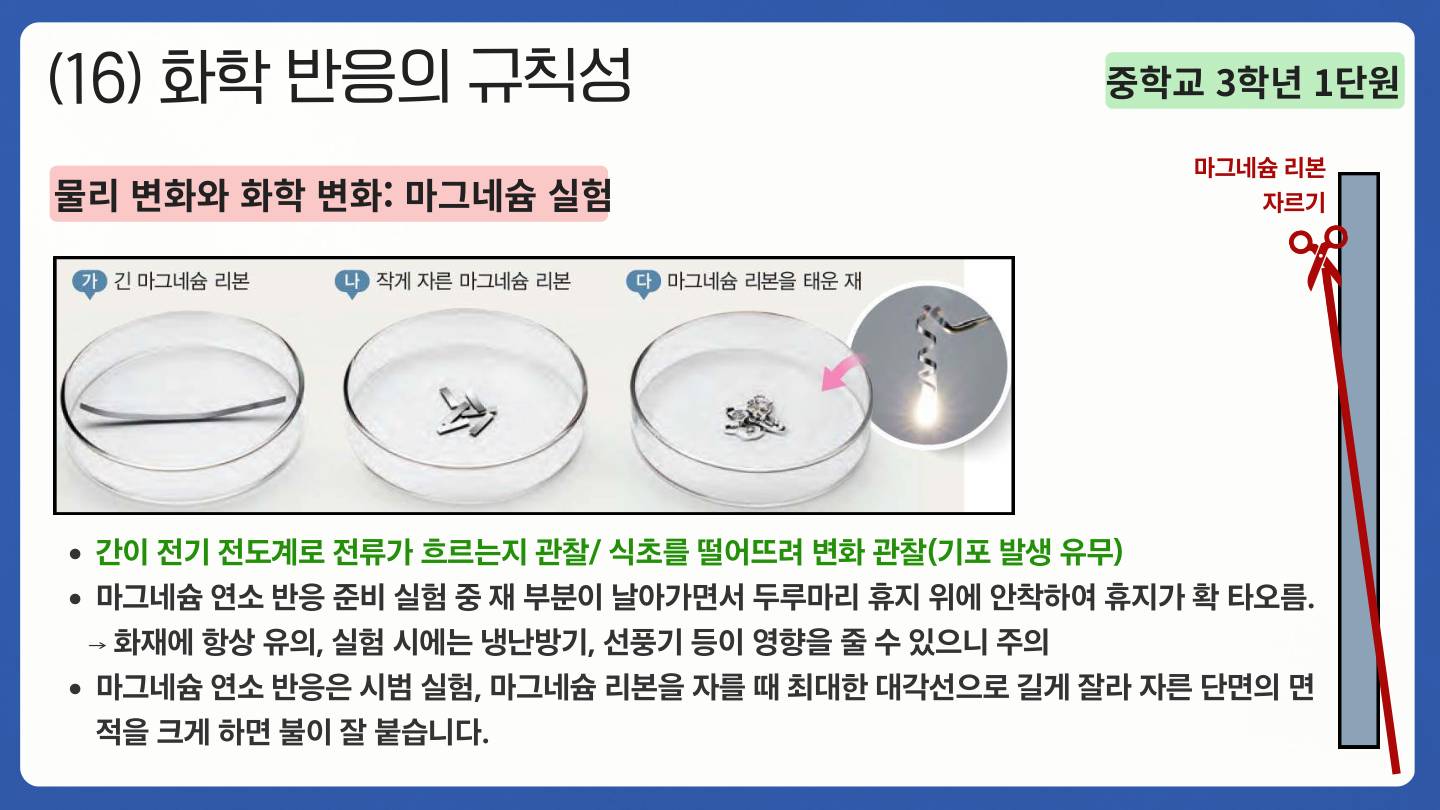 (16) 화학 반응의 규칙성
중학교 3학년 1단원
물리 변화와 화학 변화: 마그네슘 실험
마그네슘 리본
자르기
가 긴 마그네슘 리본
나 작게 자른 마그네슘 리본
다 마그네슘 리본을 태운 재
• 간이 전기 전도계로 전류가 흐르는지 관찰/ 식초를 떨어뜨려 변화 관찰(기포 발생 유무)
• 마그네슘 연소 반응 준비 실험 중 재 부분이 날아가면서 두루마리 휴지 위에 안착하여 휴지가 확 타오름.
→ 화재에 항상 유의, 실험 시에는 냉난방기, 선풍기 등이 영향을 줄 수 있으니 주의
• 마그네슘 연소 반응은 시범 실험, 마그네슘 리본을 자를 때 최대한 대각선으로 길게 잘라 자른 단면의 면
적을 크게 하면 불이 잘 붙습니다.